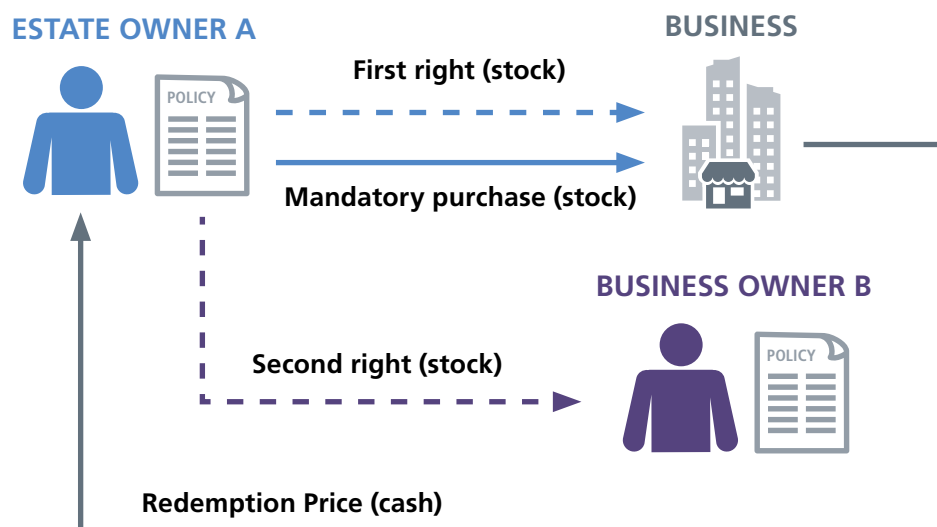 ESTATE OWNER A
BUSINESS
First right (stock)
POLICY
Mandatory purchase (stock)
BUSINESS OWNER B
POLICY
Second right (stock)
Redemption Price (cash)